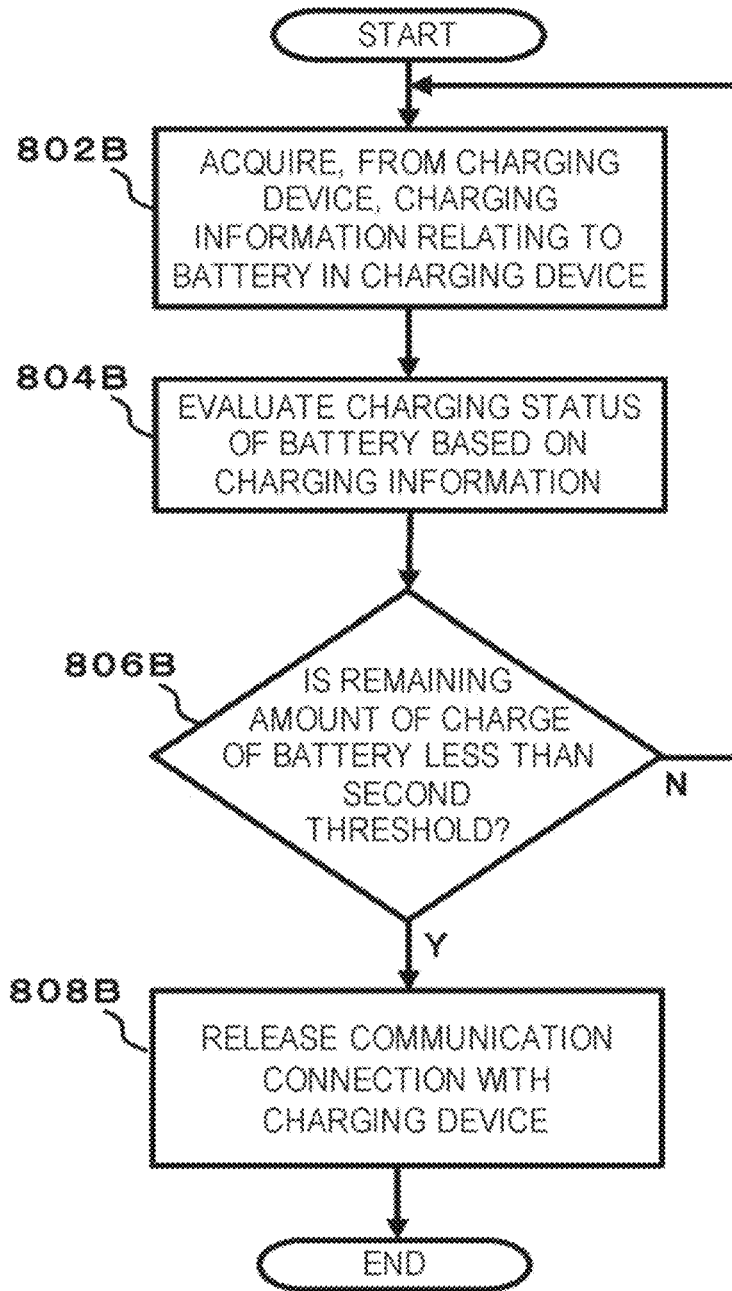 START
802B
ACQUIRE, FROM CHARGING
DEVICE, CHARGING
INFORMATION RELATING TO
BATTERY IN CHARGING DEVICE
804B
EVALUATE CHARGING STATUS
OF BATTERY BASED ON
CHARGING INFORMATION
806B
IS REMAINING
AMOUNT OF CHARGE
OF BATTERY LESS THAN
SECOND
THRESHOLD?
N
Y
808B
RELEASE COMMUNICATION
CONNECTION WITH
CHARGING DEVICE
END